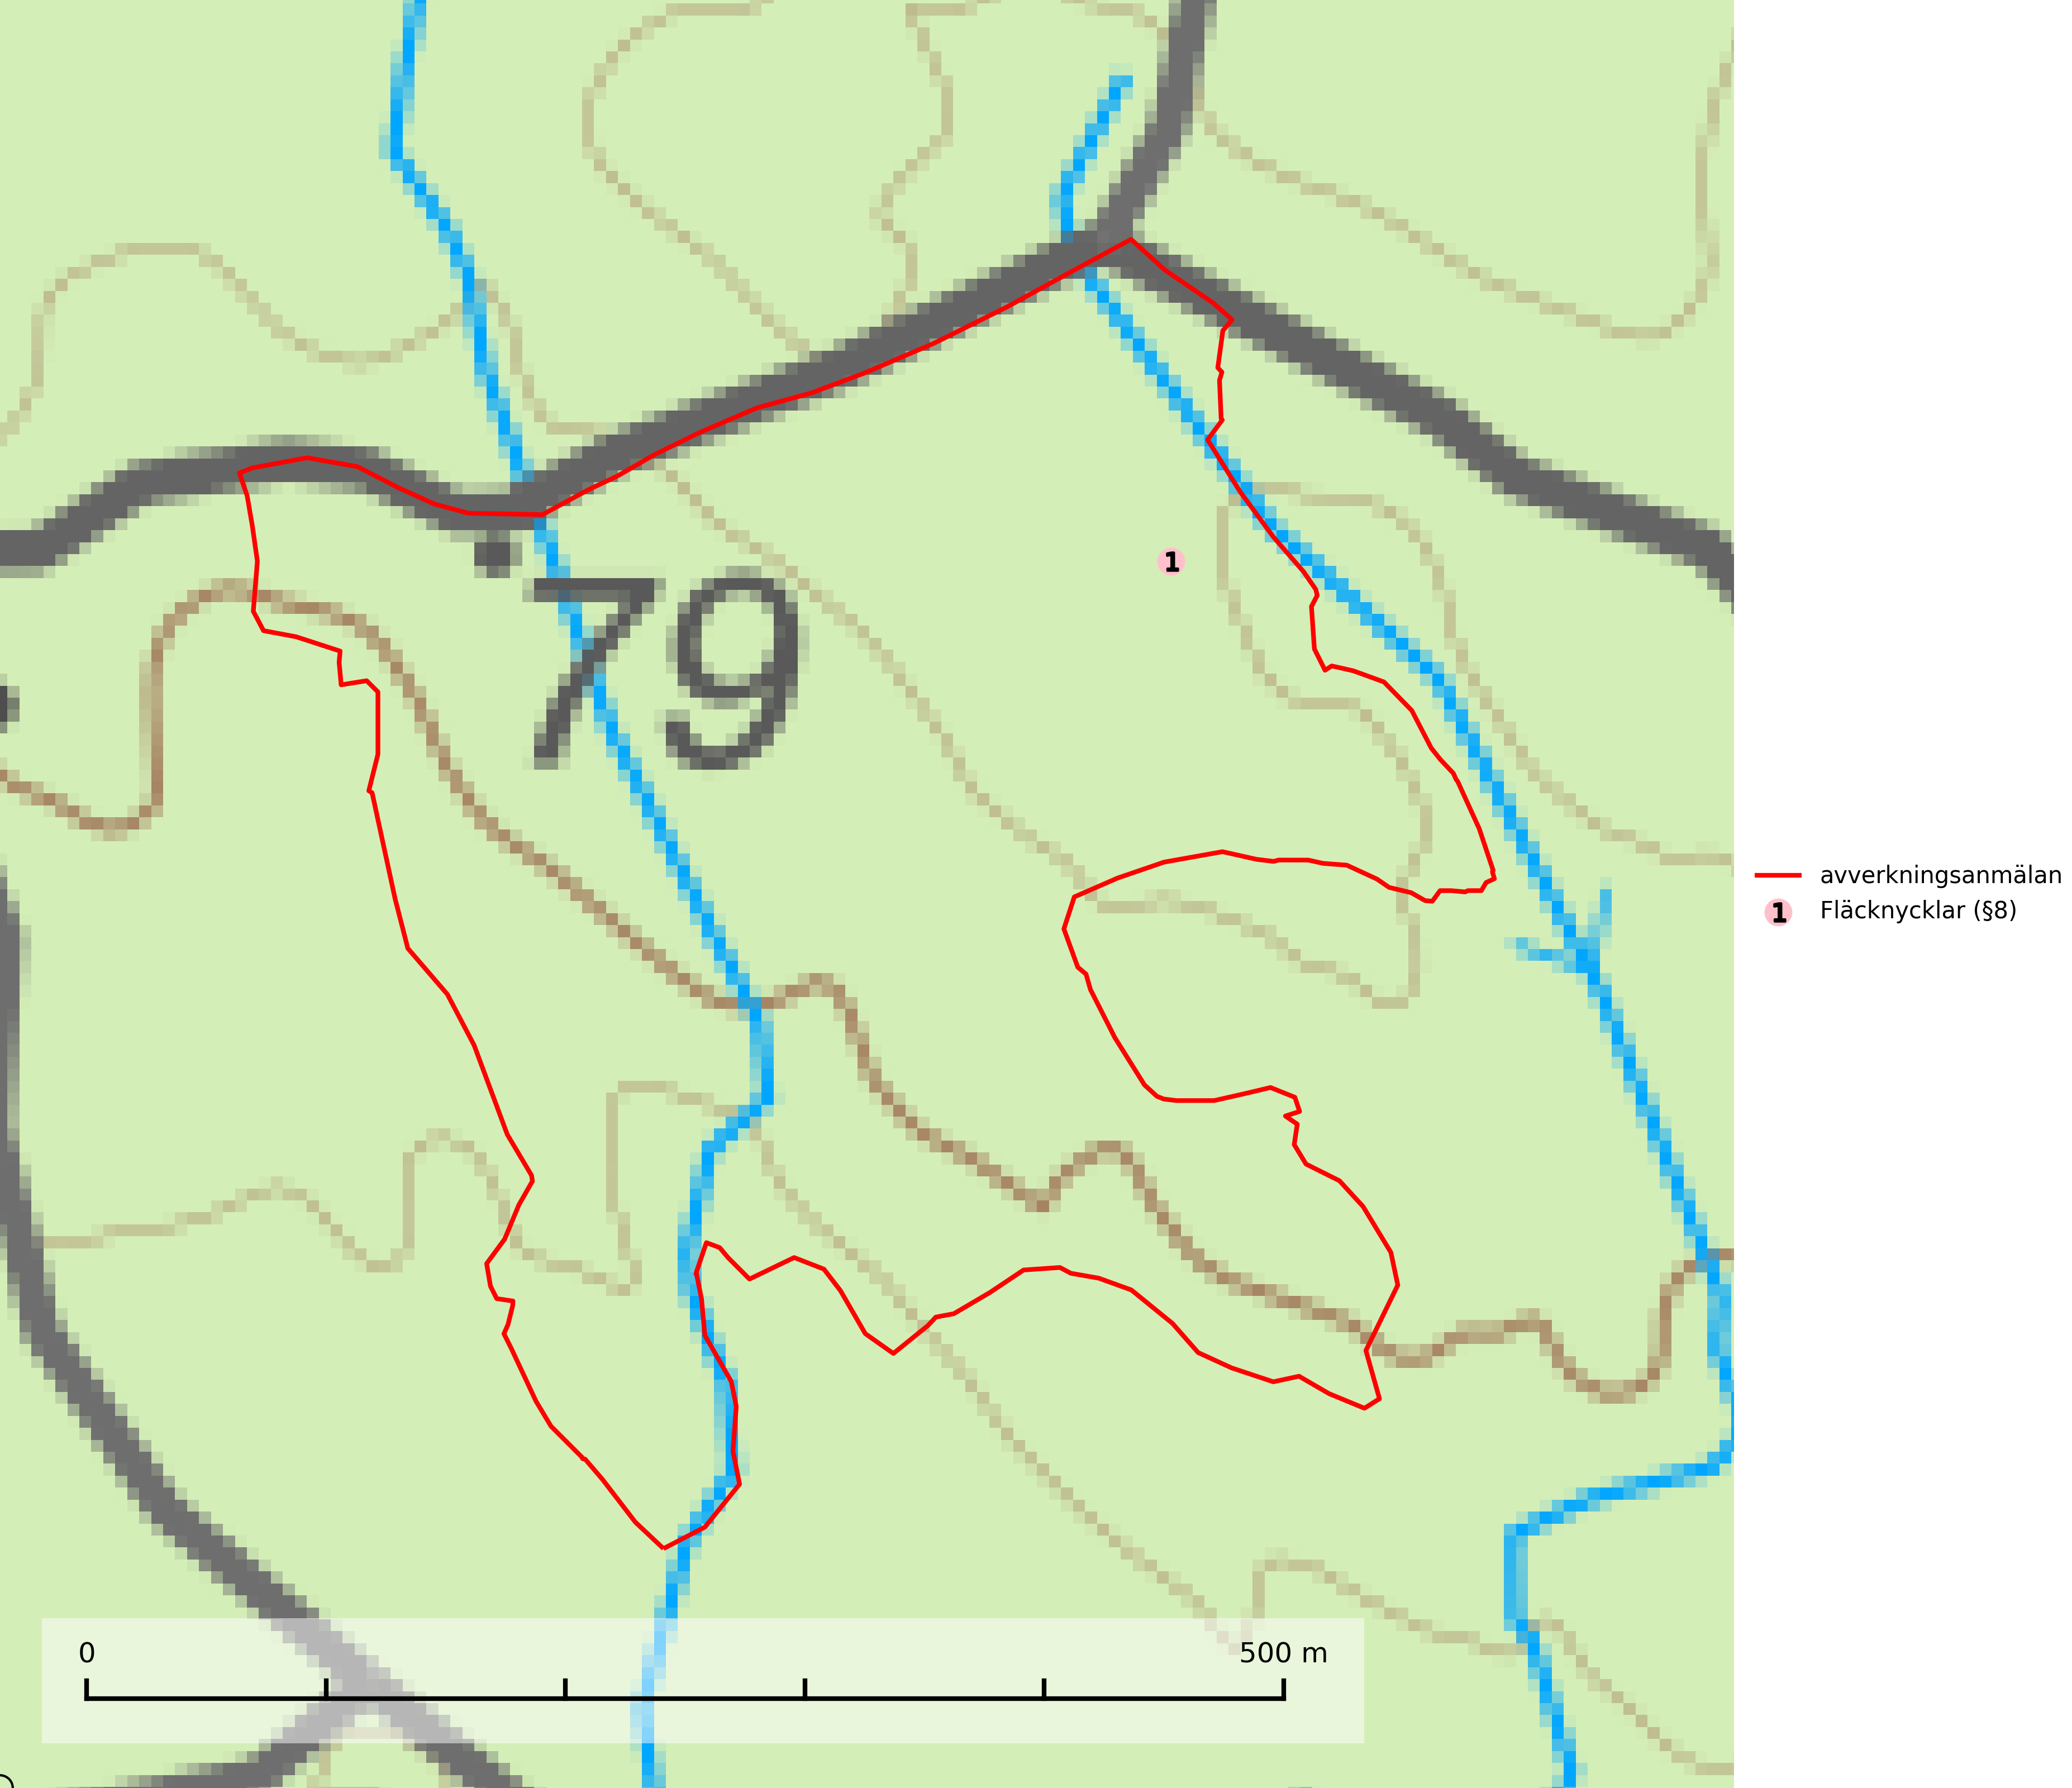 1
79
avverkningsanmälan
1 Fläcknycklar (§8)
0 500 m